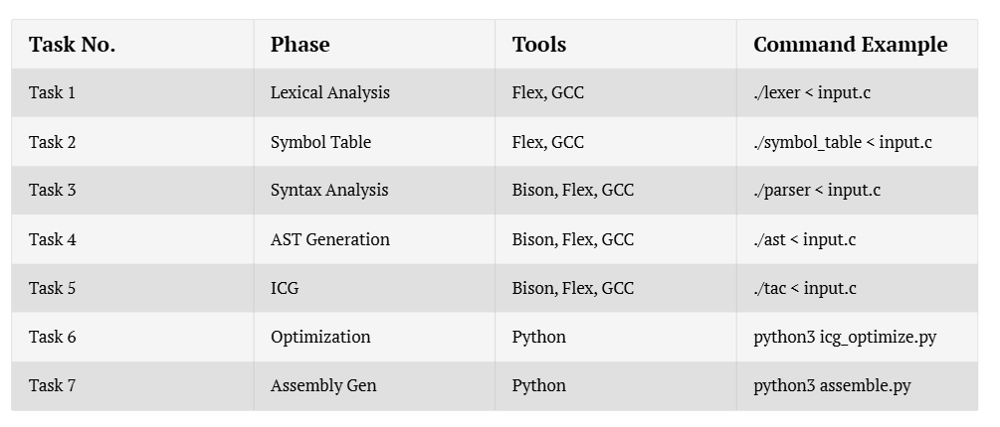 Task No. Phase Tools Command Example
Task 1 Lexical Analysis Flex, GCC ./lexer < input.c
Task 2 Symbol Table Flex, GCC ./symbol_table < input.c
Task 3 Syntax Analysis Bison, Flex, GCC ./parser < input.c
Task 4 AST Generation Bison, Flex, GCC ./ast < input.c
Task 5 ICG Bison, Flex, GCC ./tac < input.c
Task 6 Optimization Python python3 icg_optimize.py
Task 7 Assembly Gen Python python3 assemble.py